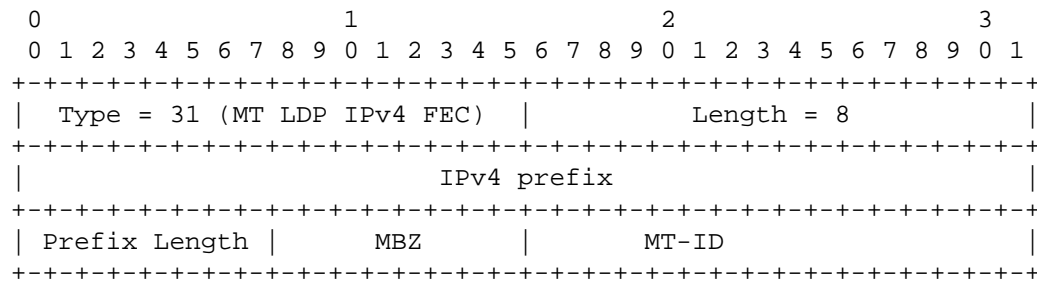 0                   1                   2                   3
 0 1 2 3 4 5 6 7 8 9 0 1 2 3 4 5 6 7 8 9 0 1 2 3 4 5 6 7 8 9 0 1
+-+-+-+-+-+-+-+-+-+-+-+-+-+-+-+-+-+-+-+-+-+-+-+-+-+-+-+-+-+-+-+-+
|  Type = 31 (MT LDP IPv4 FEC)  |          Length = 8           |
+-+-+-+-+-+-+-+-+-+-+-+-+-+-+-+-+-+-+-+-+-+-+-+-+-+-+-+-+-+-+-+-+
|                          IPv4 prefix                          |
+-+-+-+-+-+-+-+-+-+-+-+-+-+-+-+-+-+-+-+-+-+-+-+-+-+-+-+-+-+-+-+-+
| Prefix Length |      MBZ      |       MT-ID                   |
+-+-+-+-+-+-+-+-+-+-+-+-+-+-+-+-+-+-+-+-+-+-+-+-+-+-+-+-+-+-+-+-+